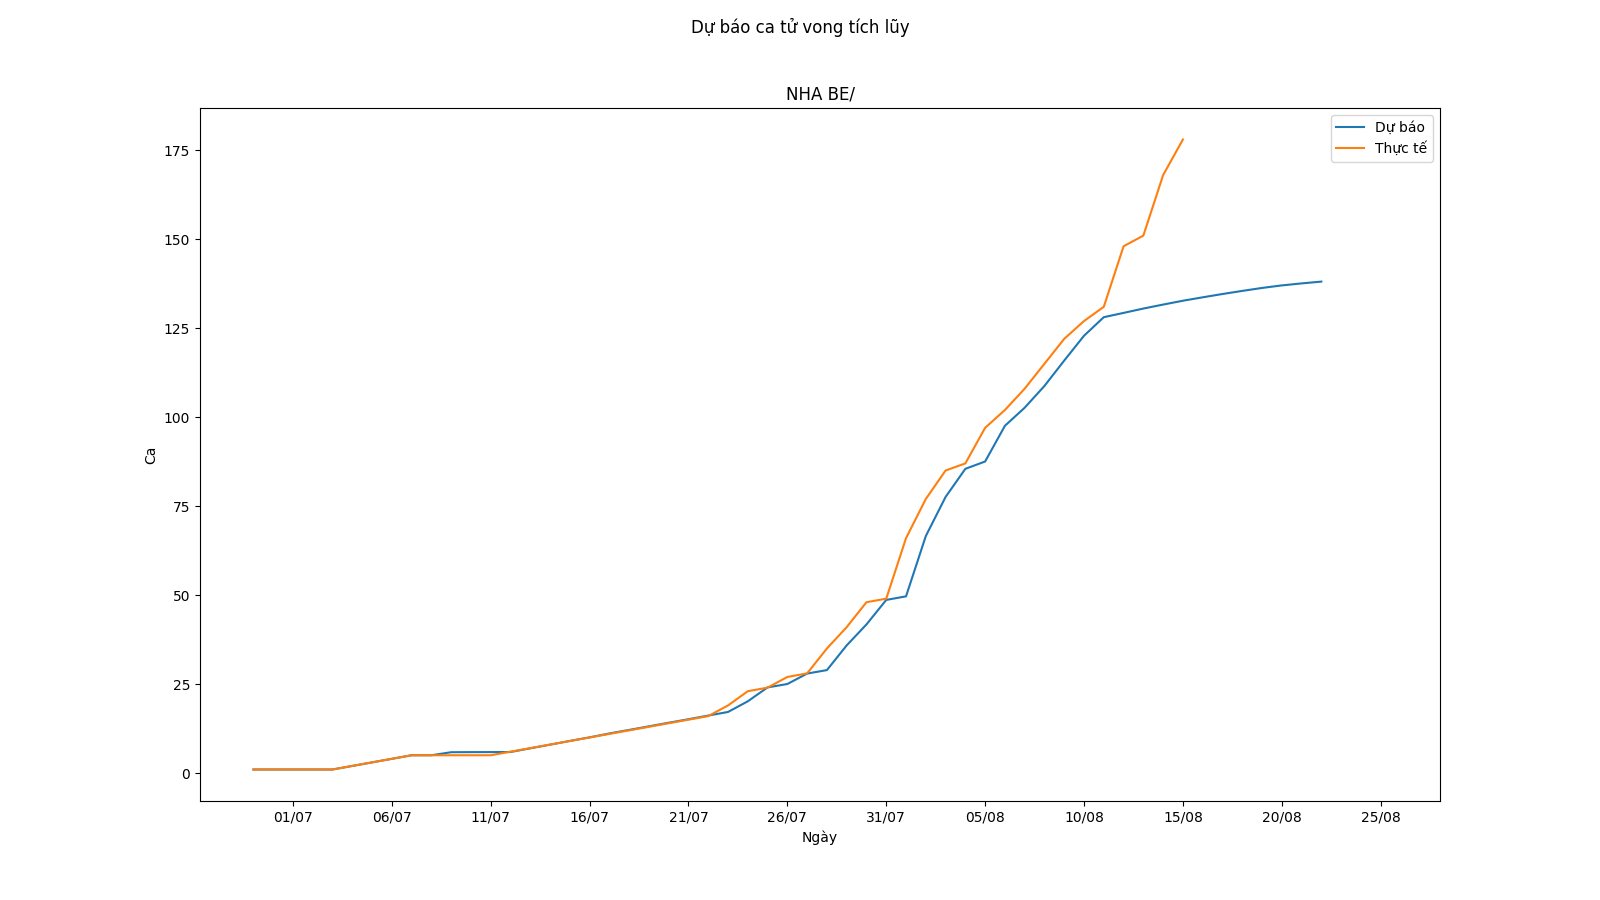 Dự báo ca tử vong tích lũy
NHA BE/
Dự báo
Thực tế
175
150
125
100
75
50
25
0
Ca
01/07 06/07 11/07 16/07 21/07 26/07 31/07 05/08 10/08 15/08 20/08 25/08
Ngày